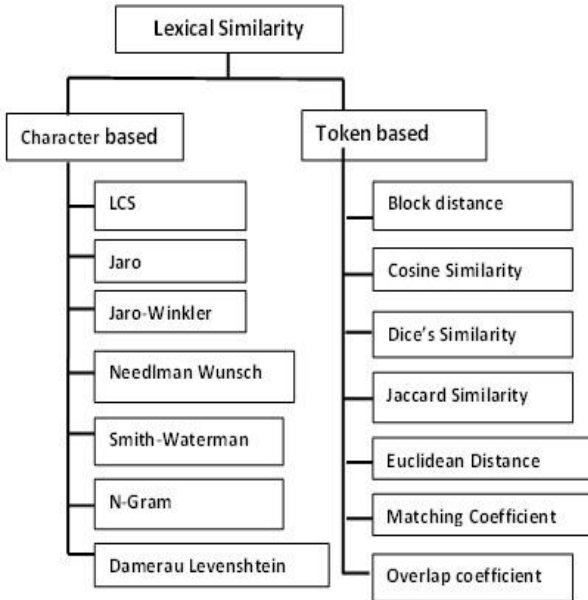 Lexical Similarity
Character based
LCS
Jaro
Jaro-Winkler
Needlman Wunsch
Smith-Waterman
N-Gram
Damerau Levenshtein
Token based
Block distance
Cosine Similarity
Dice's Similarity
Jaccard Similarity
Euclidean Distance
Matching Coefficient
Overlap coefficient